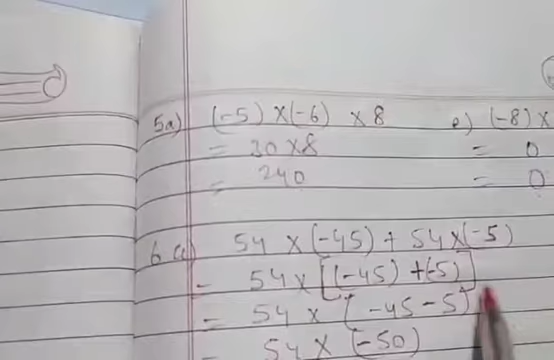 5a) (-5) × (-6) × 8
= 30 × 8
= 240
e) (-8) ×
= 0
= 0
6 a) 54 × (-45) + 54 × (-5)
= 54 × [(-45) + (-5)]
= 54 × (-45 - 5)
= 54 × (-50)